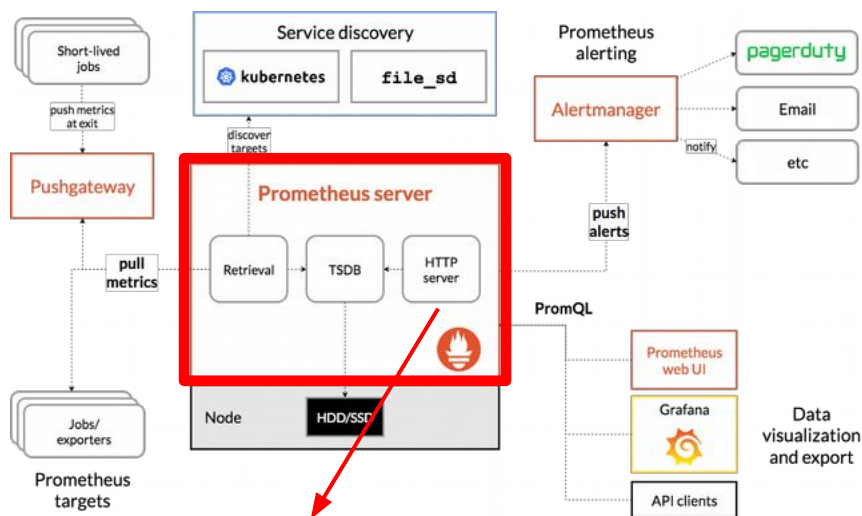 Short-lived
jobs
push metrics
at exit
Pushgateway
pull
metrics
Jobs/
exporters
Prometheus
targets
Service discovery
kubernetes
file_sd
discover
targets
Prometheus server
Retrieval
TSDB
HTTP
server
Node
HDD/SSD
Prometheus
alerting
Alertmanager
pagerduty
Email
notify
etc
push
alerts
PromQL
Prometheus
web UI
Grafana
API clients
Data
visualization
and export